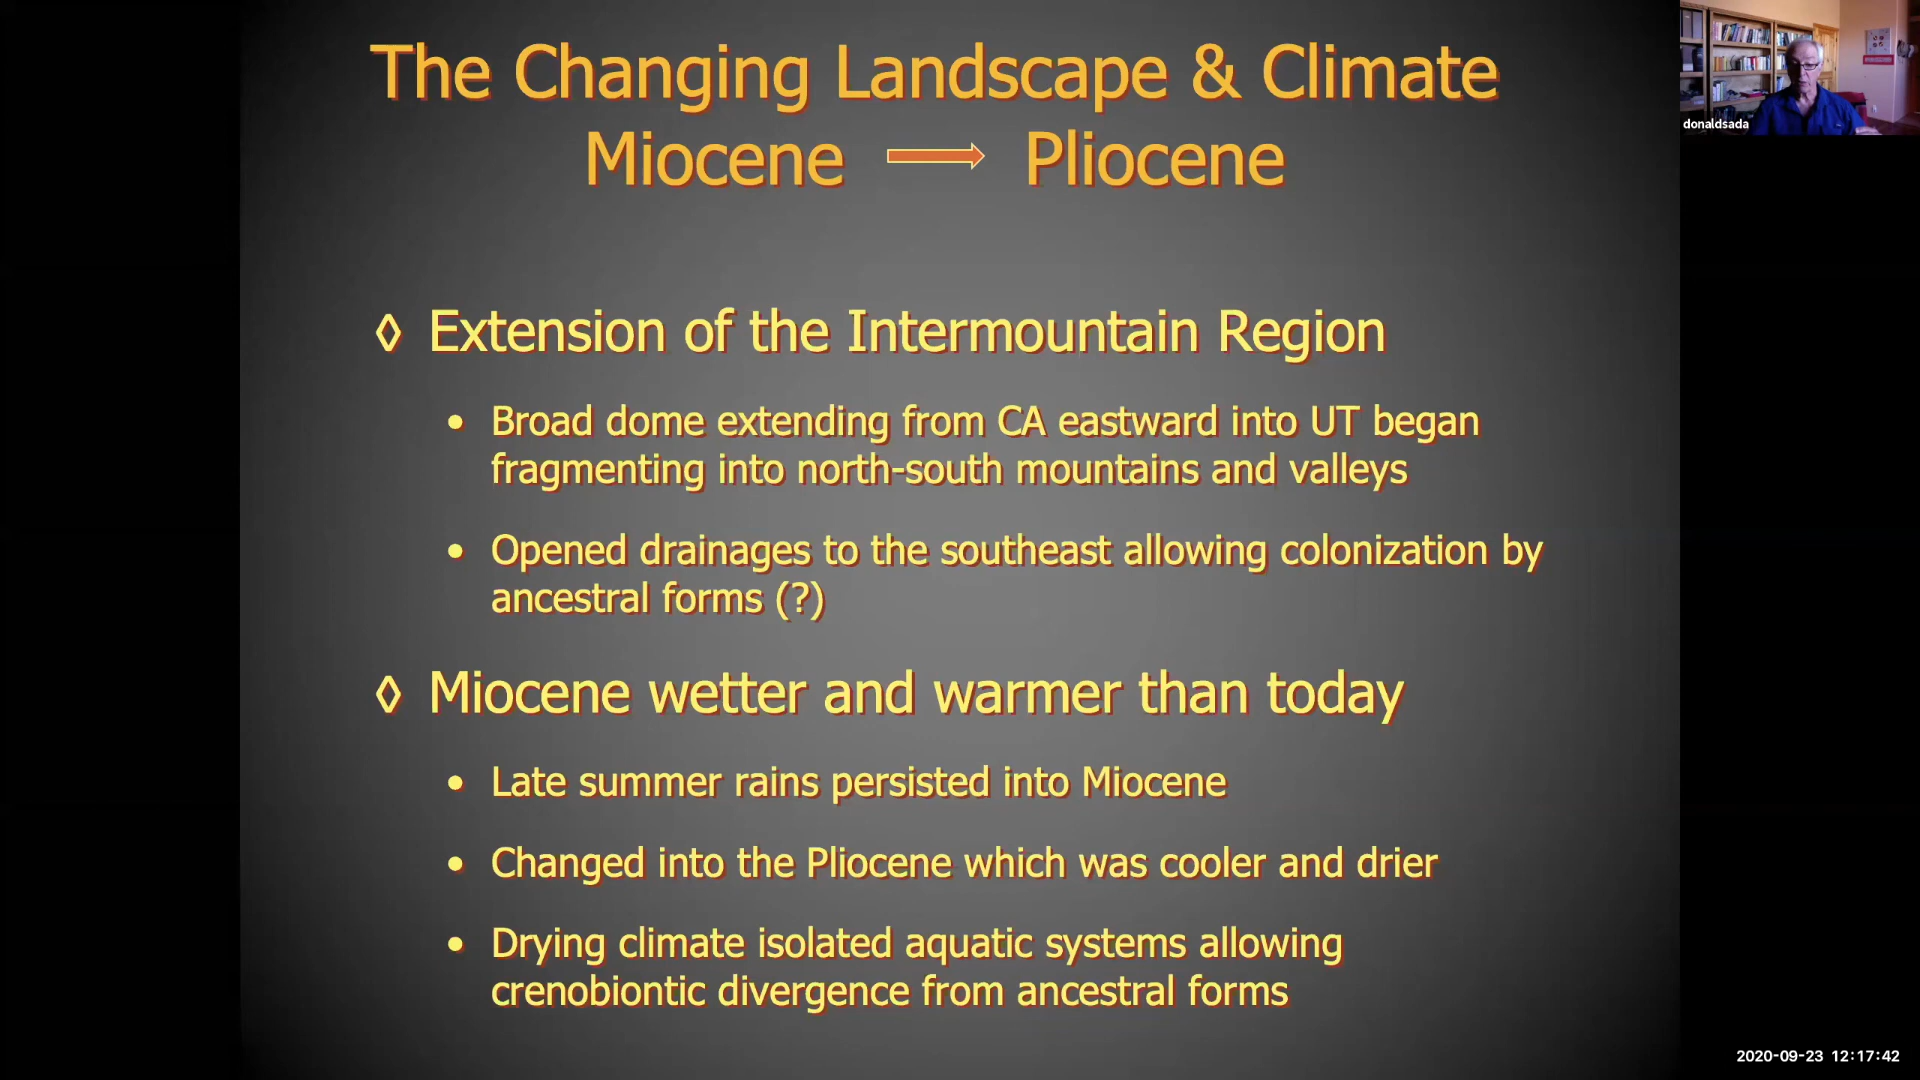 The Changing Landscape & Climate
Miocene Pliocene
donaldsada
◊ Extension of the Intermountain Region
• Broad dome extending from CA eastward into UT began
fragmenting into north-south mountains and valleys
• Opened drainages to the southeast allowing colonization by
ancestral forms (?)
◊ Miocene wetter and warmer than today
• Late summer rains persisted into Miocene
• Changed into the Pliocene which was cooler and drier
• Drying climate isolated aquatic systems allowing
crenobiontic divergence from ancestral forms
2020-09-23 12:17:42